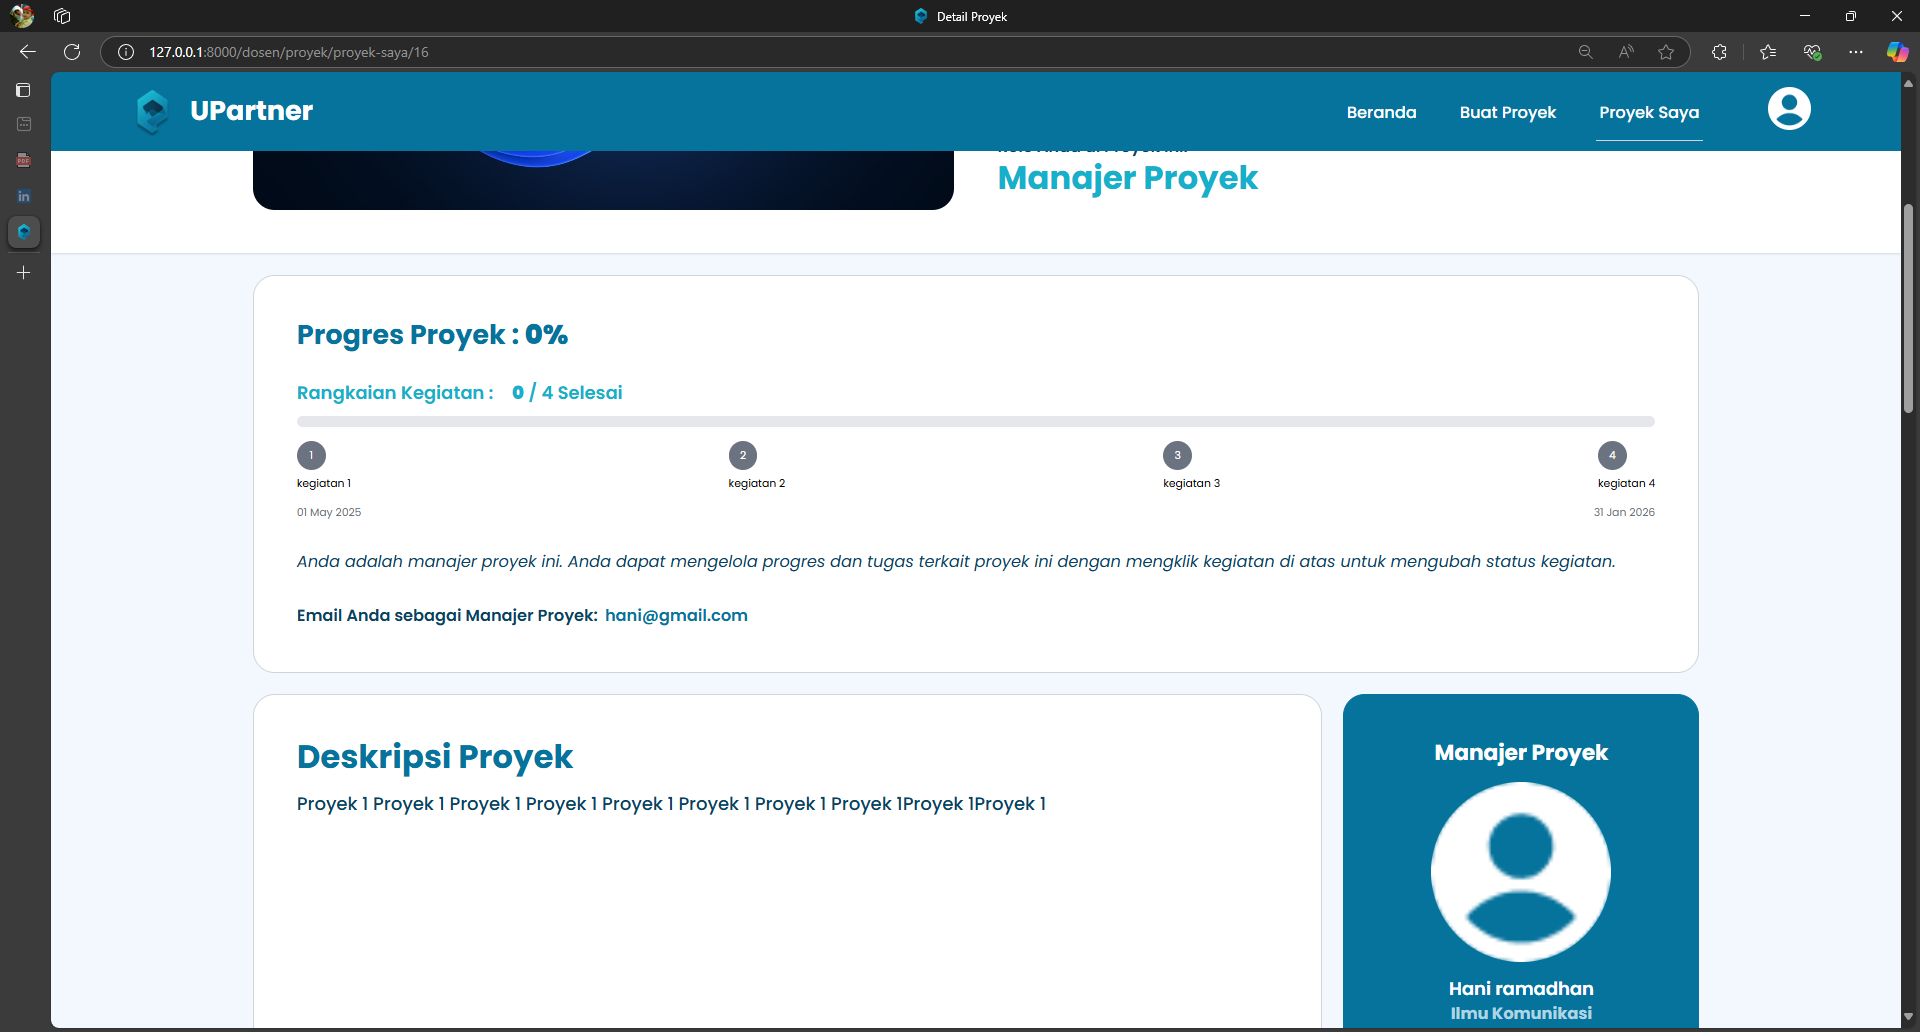 Detail Proyek
127.0.0.1:8000/dosen/proyek/proyek-saya/16
UPartner
Beranda
Buat Proyek
Proyek Saya
Manajer Proyek
Progres Proyek : 0%
Rangkaian Kegiatan : 0 / 4 Selesai
1
2
3
4
kegiatan 1
kegiatan 2
kegiatan 3
kegiatan 4
01 May 2025
31 Jan 2026
Anda adalah manajer proyek ini. Anda dapat mengelola progres dan tugas terkait proyek ini dengan mengklik kegiatan di atas untuk mengubah status kegiatan.
Email Anda sebagai Manajer Proyek: hani@gmail.com
Deskripsi Proyek
Proyek 1 Proyek 1 Proyek 1 Proyek 1 Proyek 1 Proyek 1 Proyek 1 Proyek 1Proyek 1Proyek 1
Manajer Proyek
Hani ramadhan
Ilmu Komunikasi